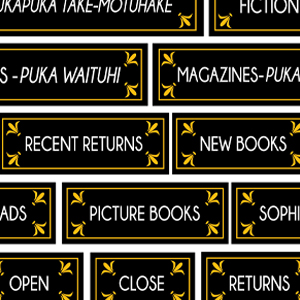 UKAPUKA TAKE-MOTUHAKE FICTION
S - PUKA WAITUHI MAGAZINES - PUKA
RECENT RETURNS NEW BOOKS
ADS PICTURE BOOKS SOPHI
OPEN CLOSE RETURNS